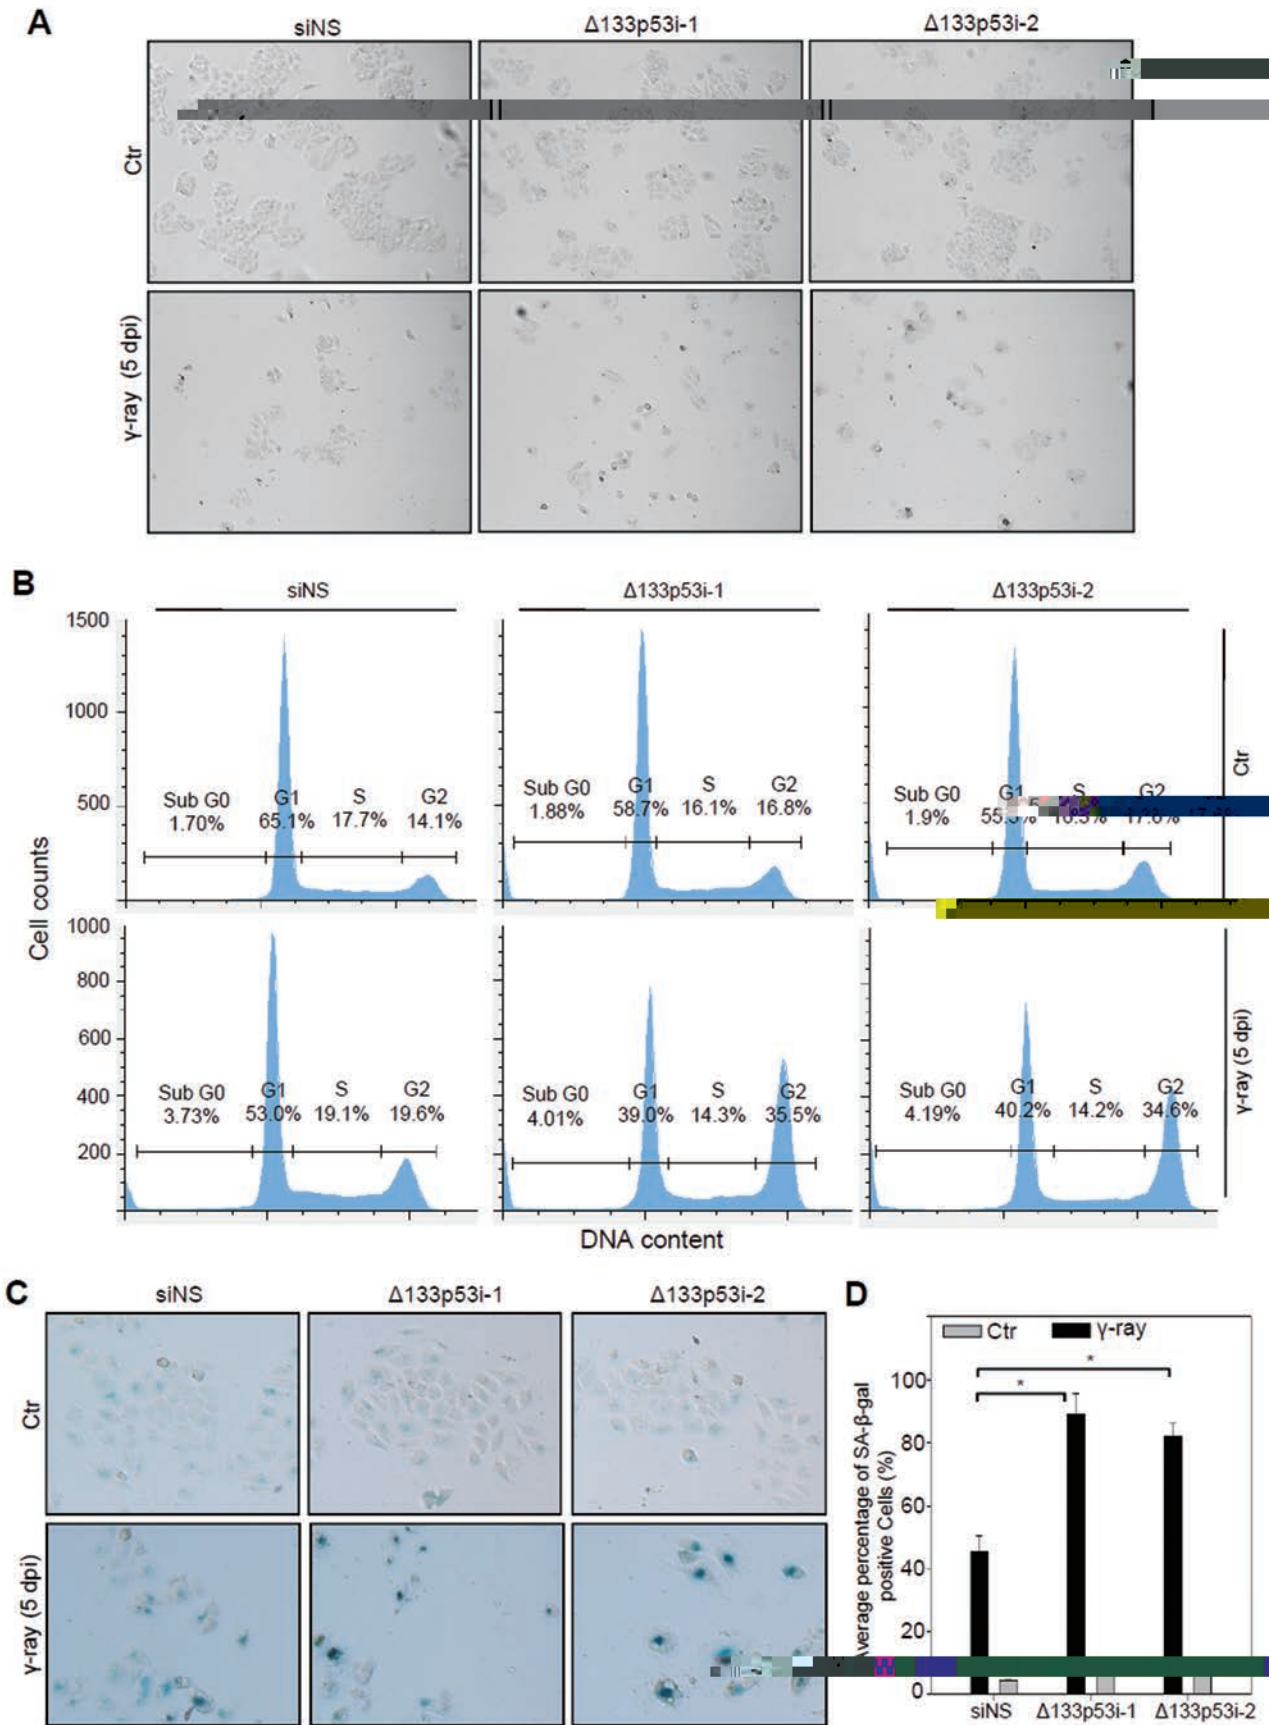 A
siNS Δ133p53i-1 Δ133p53i-2
Ctr
γ-ray (5 dpi)
B
siNS Δ133p53i-1 Δ133p53i-2
Cell counts
1500
1000
500
Sub G0 G1 S G2
1.70% 65.1% 17.7% 14.1%
Sub G0 G1 S G2
1.88% 58.7% 16.1% 16.8%
Sub G0 G1 S G2
1.9%
Ctr
1000
800
600
400
200
Sub G0 G1 S G2
3.73% 53.0% 19.1% 19.6%
Sub G0 G1 S G2
4.01% 39.0% 14.3% 35.5%
Sub G0 G1 S G2
4.19% 40.2% 14.2% 34.6%
γ-ray (5 dpi)
DNA content
C
siNS Δ133p53i-1 Δ133p53i-2
Ctr
γ-ray (5 dpi)
D
Ctr γ-ray
* *
Average percentage of SA-β-gal
positive Cells (%)
100
80
60
40
20
0
siNS Δ133p53i-1 Δ133p53i-2